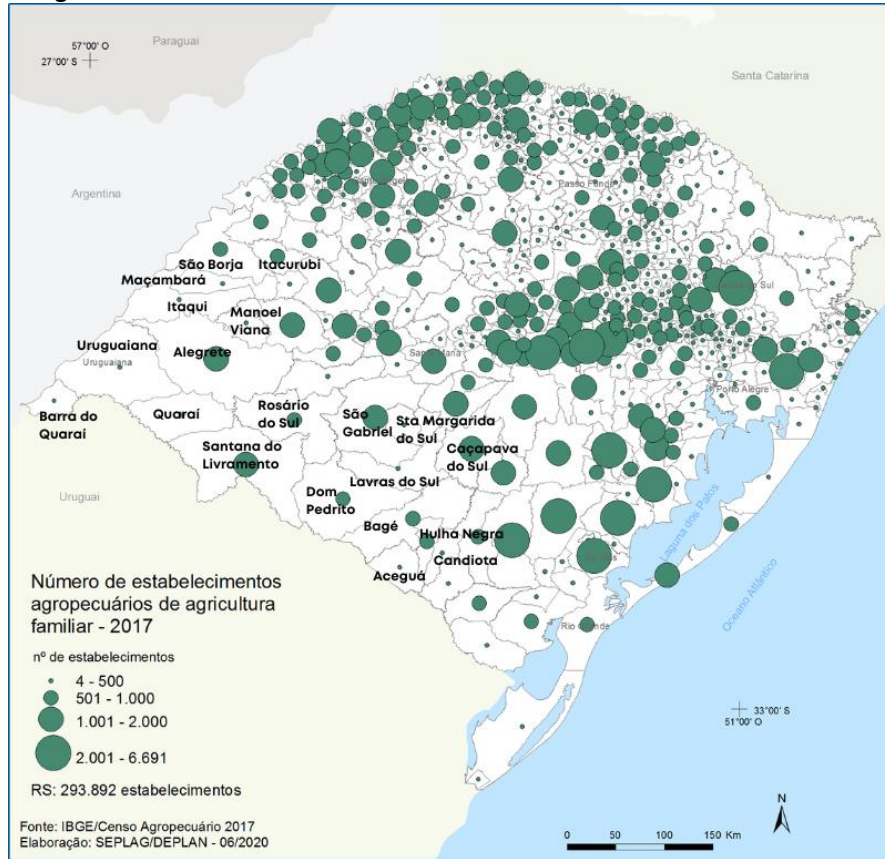 Paraguai
57°00' O
27°00' S
Santa Catarina
Argentina
Passo Fundo
São Borja
Itacurubi
Maçambará
Itaqui
Manoel
Viana
Uruguaiana
Uruguaiana
Alegrete
Santa Maria
Porto Alegre
Barra do
Quaraí
Quaraí
Rosário
do Sul
São
Gabriel
Sta Margarida
do Sul
Caçapava
do Sul
Santana do
Livramento
Lavras do Sul
Dom
Pedrito
Uruguai
Bagé
Hulha Negra
Candiota
Aceguá
Laguna dos Patos
Oceano Atlântico
Rio Grande
33°00' S
51°00' O
Número de estabelecimentos
agropecuários de agricultura
familiar - 2017
nº de estabelecimentos
4 - 500
501 - 1.000
1.001 - 2.000
2.001 - 6.691
RS: 293.892 estabelecimentos
Fonte: IBGE/Censo Agropecuário 2017
Elaboração: SEPLAG/DEPLAN - 06/2020
N
0 50 100 150 Km